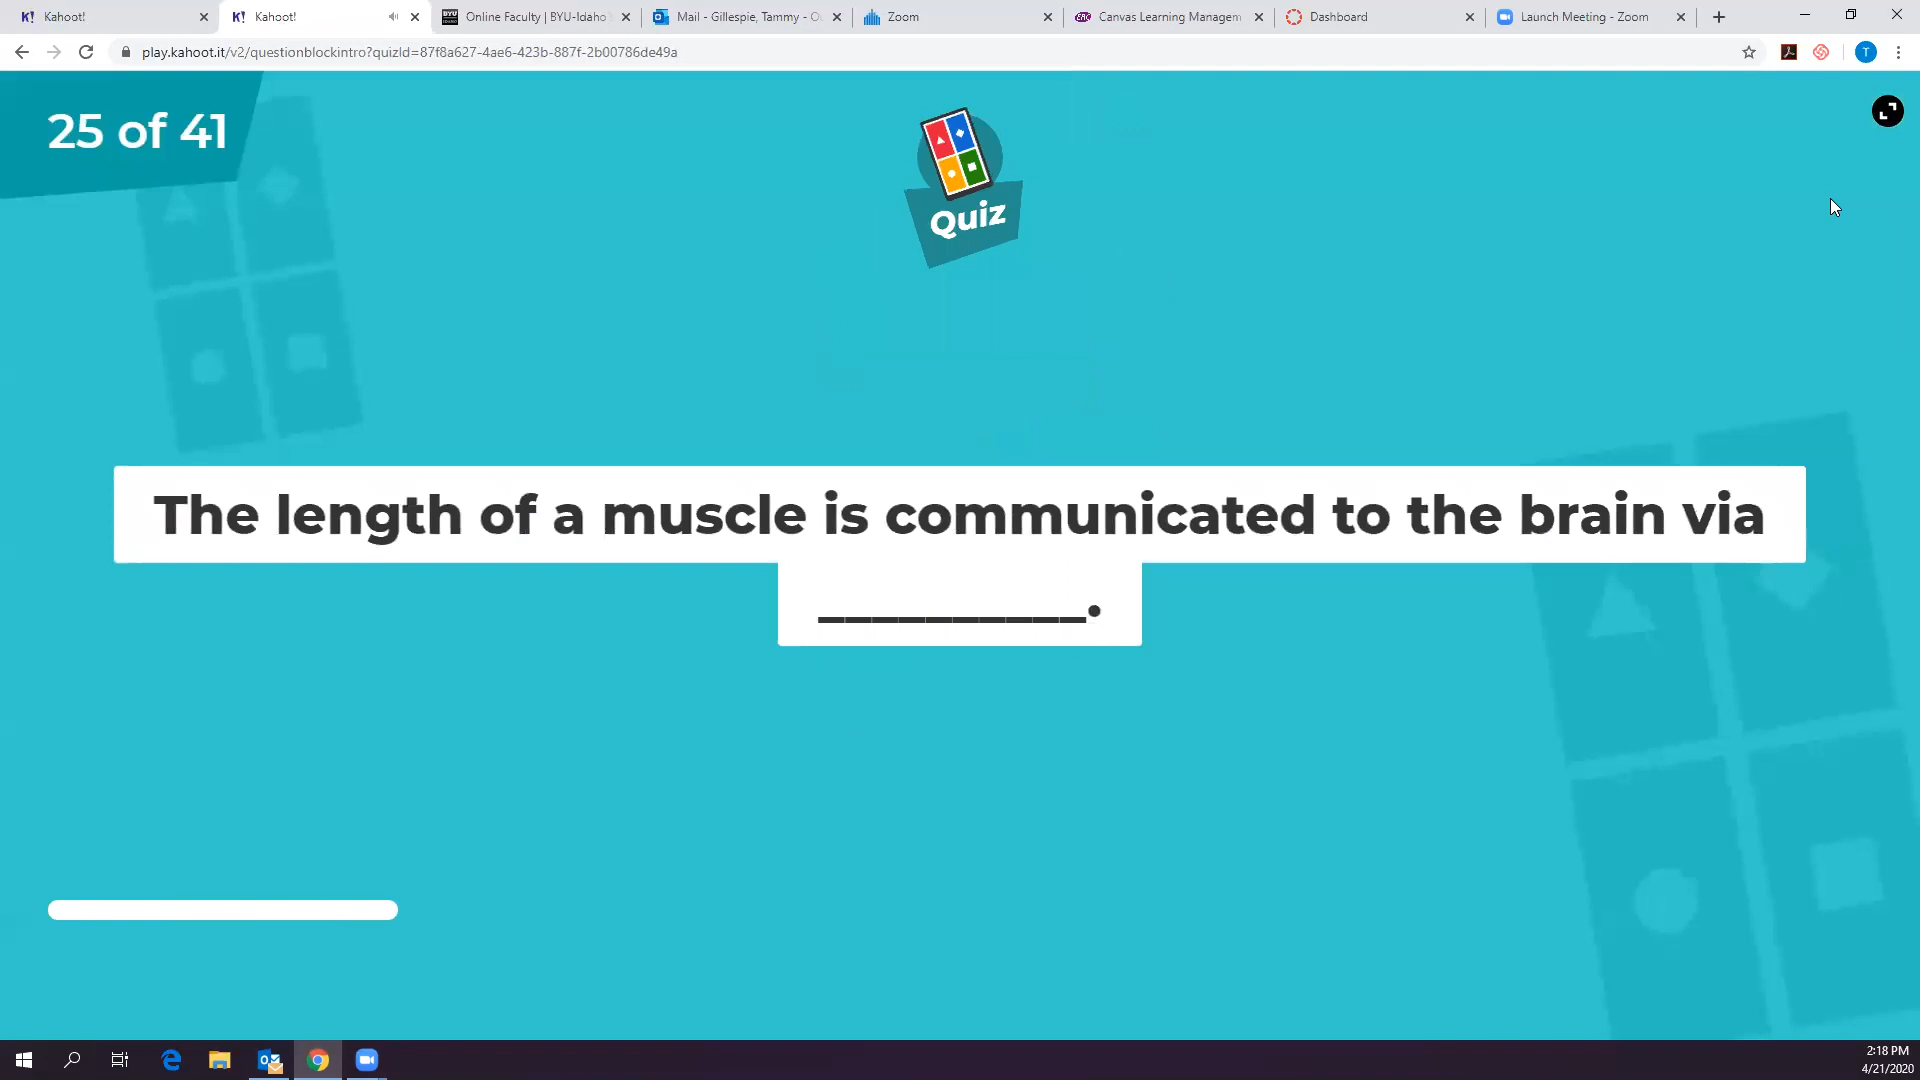 Kahoot!
Kahoot!
Online Faculty | BYU-Idaho
Mail - Gillespie, Tammy - O
Zoom
Canvas Learning Managem
Dashboard
Launch Meeting - Zoom
play.kahoot.it/v2/questionblockintro?quizId=87f8a627-4ae6-423b-887f-2b00786de49a
T
25 of 41
Quiz
The length of a muscle is communicated to the brain via
__________.
2:18 PM
4/21/2020